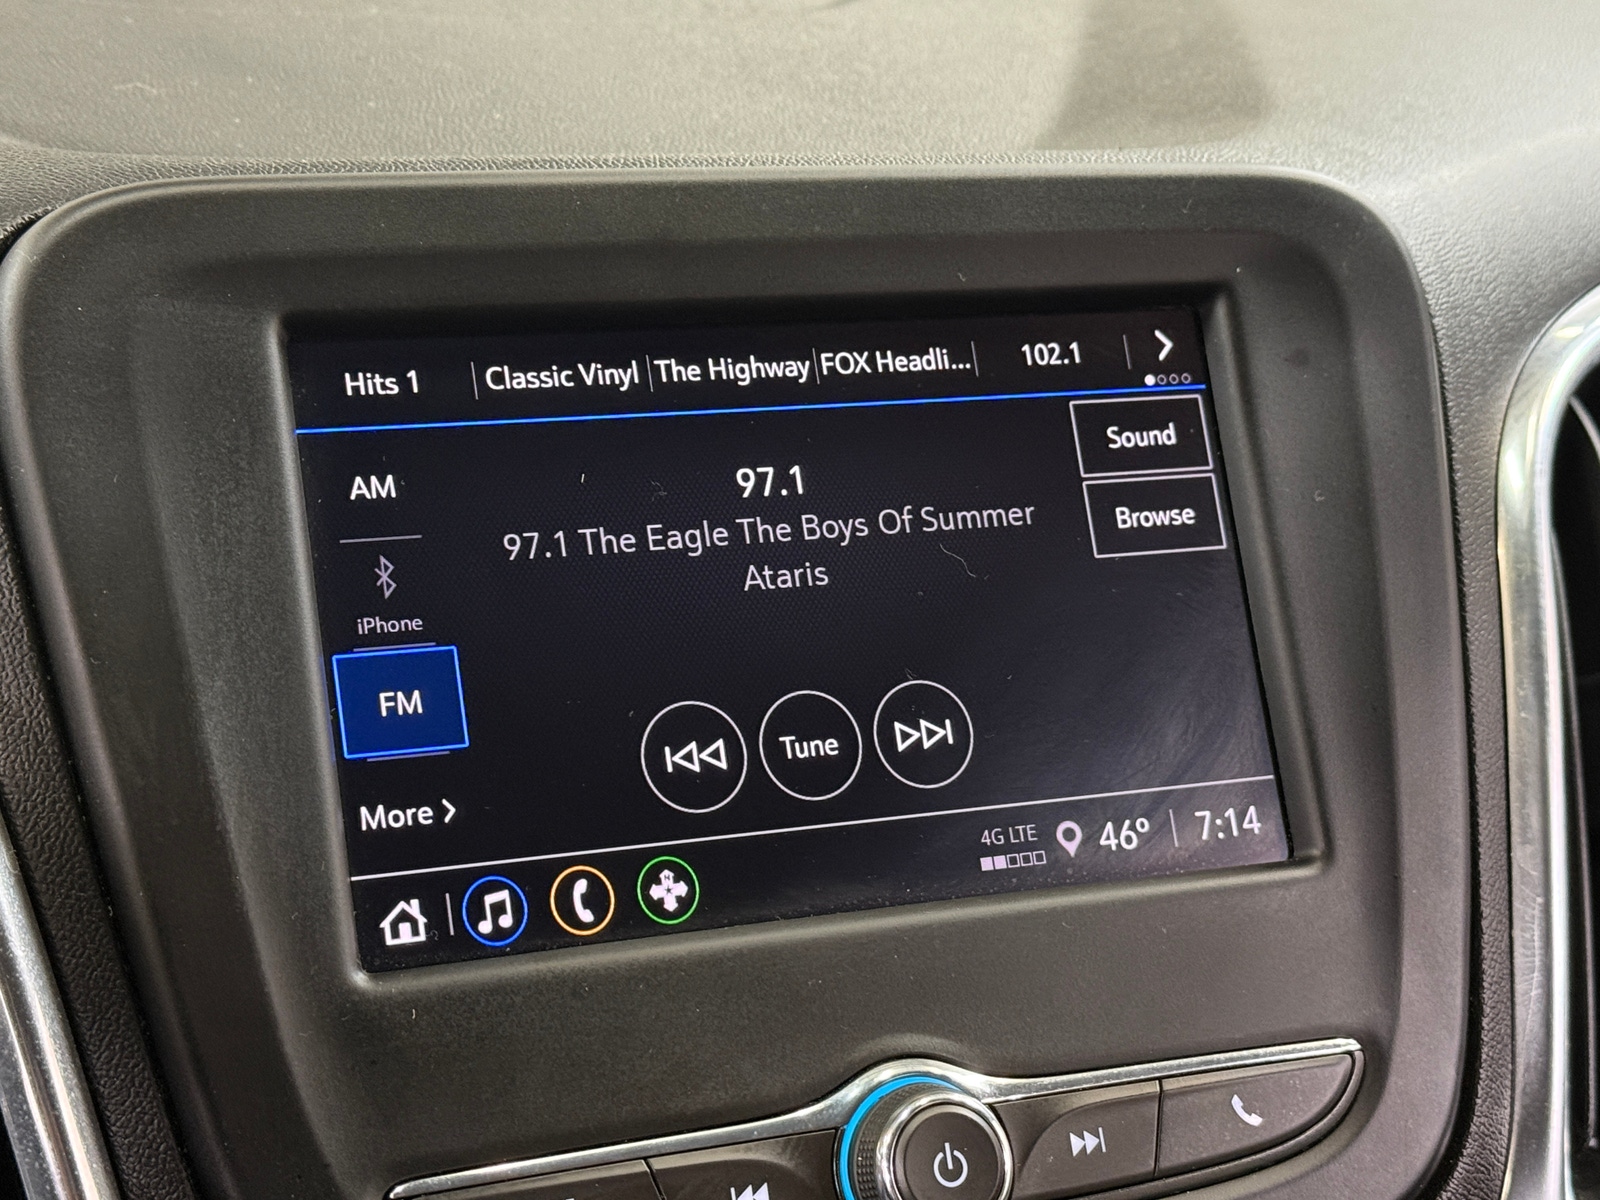 Hits 1 Classic Vinyl The Highway FOX Headli... 102.1
Sound
Browse
AM
iPhone
FM
More
97.1
97.1 The Eagle The Boys Of Summer
Ataris
Tune
4G LTE
46° 7:14
N